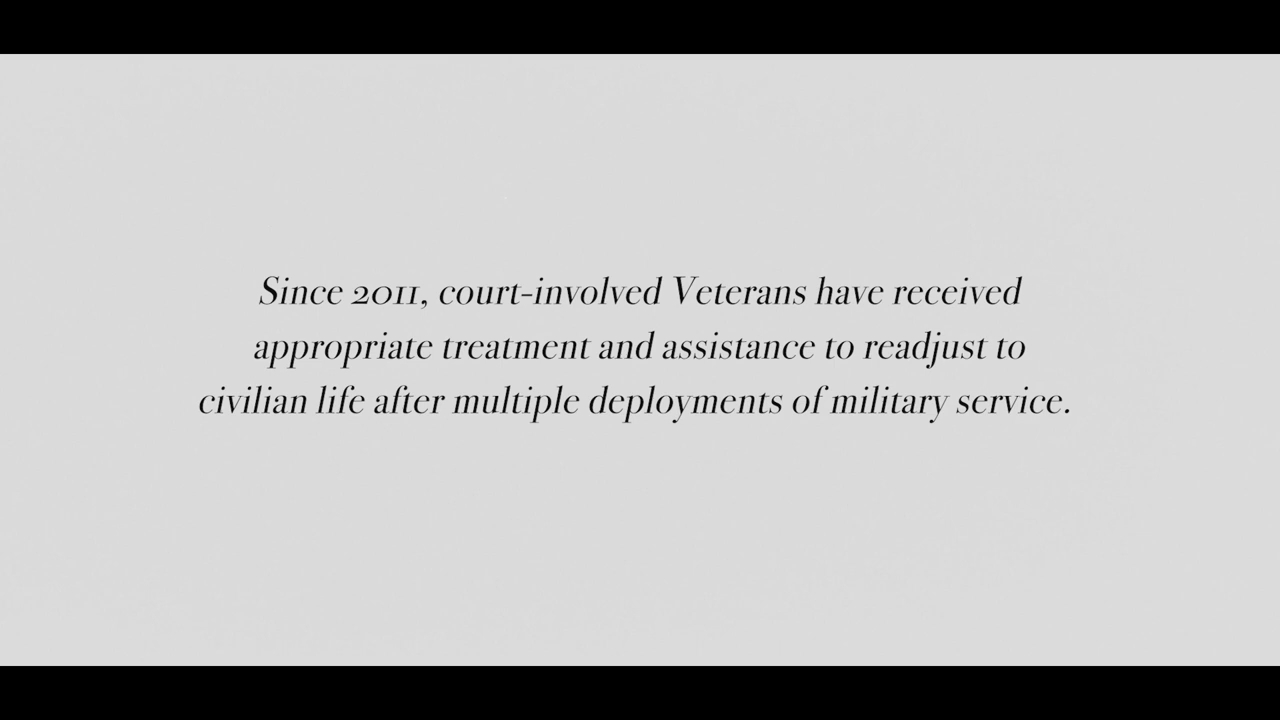 Since 2011, court-involved Veterans have received
appropriate treatment and assistance to readjust to
civilian life after multiple deployments of military service.